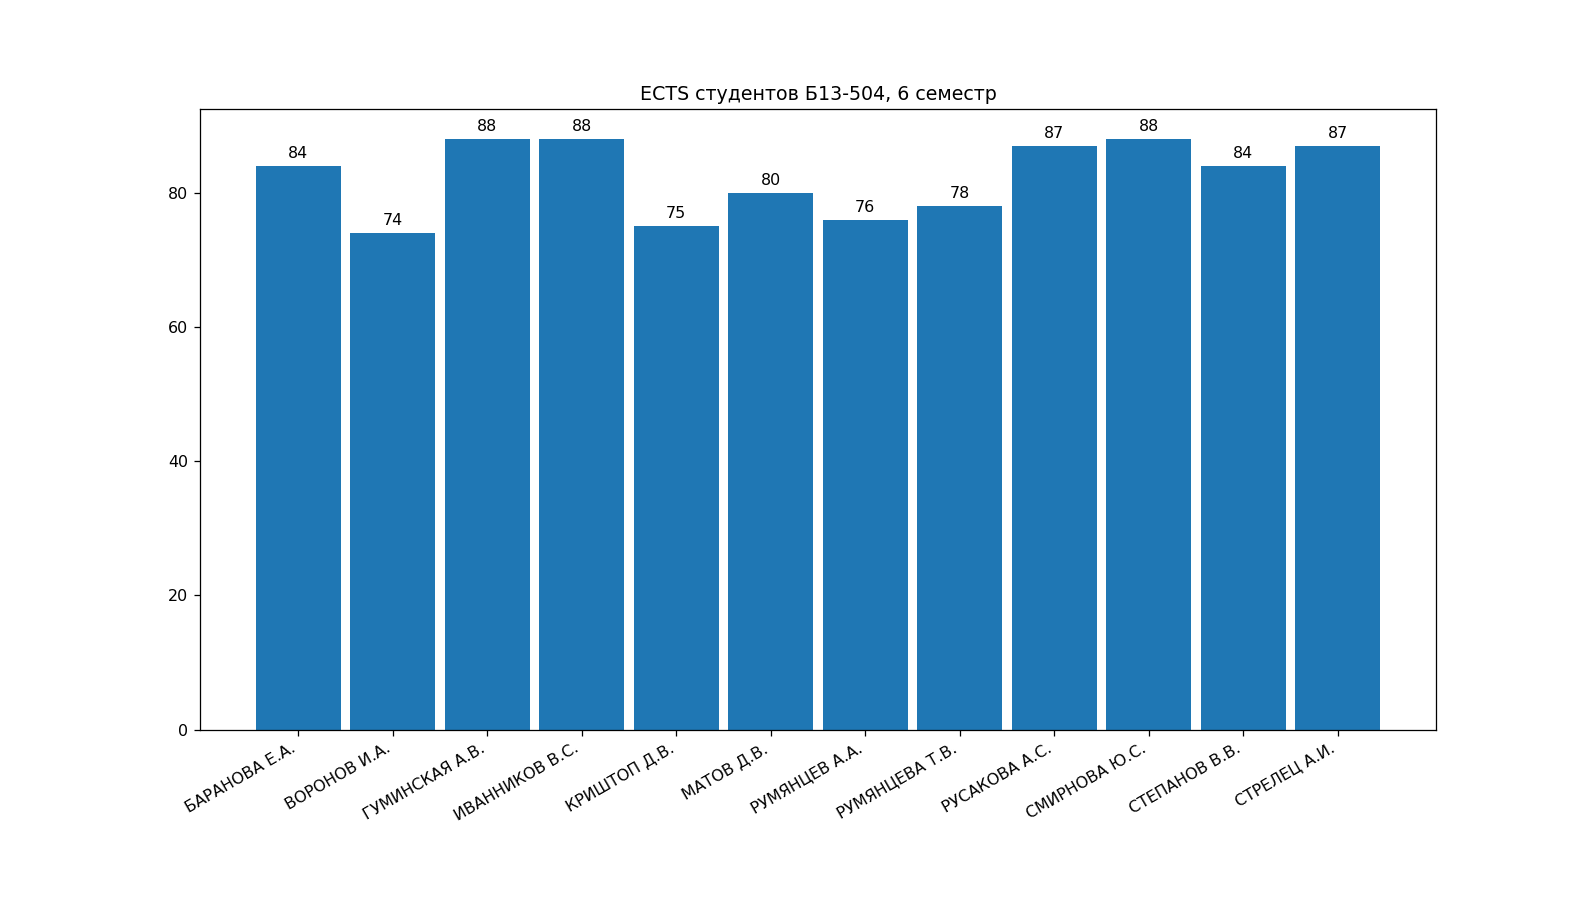 ECTS студентов Б13-504, 6 семестр
84
74
88
88
75
80
76
78
87
88
84
87
80
60
40
20
0
БАРАНОВА Е.А.
ВОРОНОВ И.А.
ГУМИНСКАЯ А.В.
ИВАННИКОВ В.С.
КРИШТОП Д.В.
МАТОВ Д.В.
РУМЯНЦЕВ А.А.
РУМЯНЦЕВА Т.В.
РУСАКОВА А.С.
СМИРНОВА Ю.С.
СТЕПАНОВ В.В.
СТРЕЛЕЦ А.И.